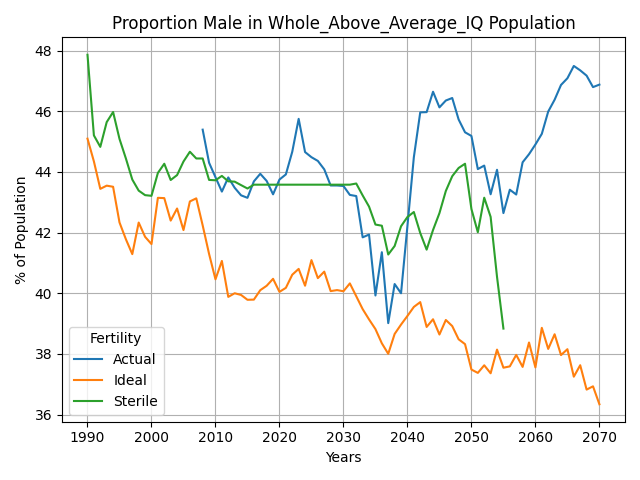 Proportion Male in Whole_Above_Average_IQ Population
48
46
44
42
40
38
36
% of Population
Fertility
Actual
Ideal
Sterile
1990 2000 2010 2020 2030 2040 2050 2060 2070
Years